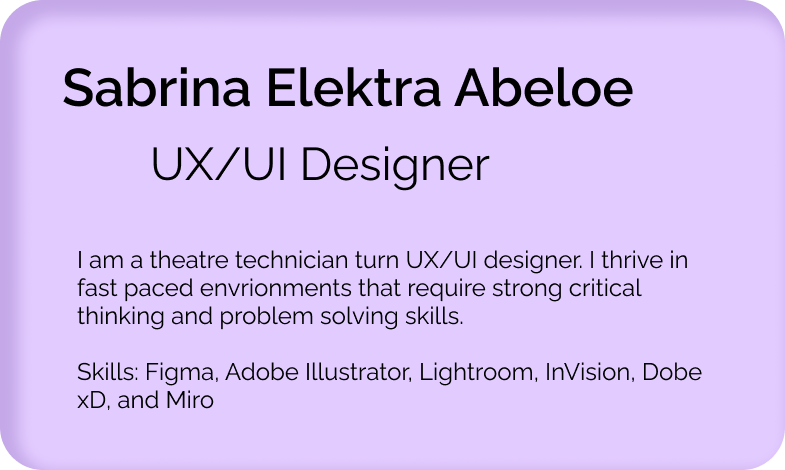 Sabrina Elektra Abeloe
UX/UI Designer
I am a theatre technician turn UX/UI designer. I thrive in
fast paced envrionments that require strong critical
thinking and problem solving skills.
Skills: Figma, Adobe Illustrator, Lightroom, InVision, Dobe
xD, and Miro